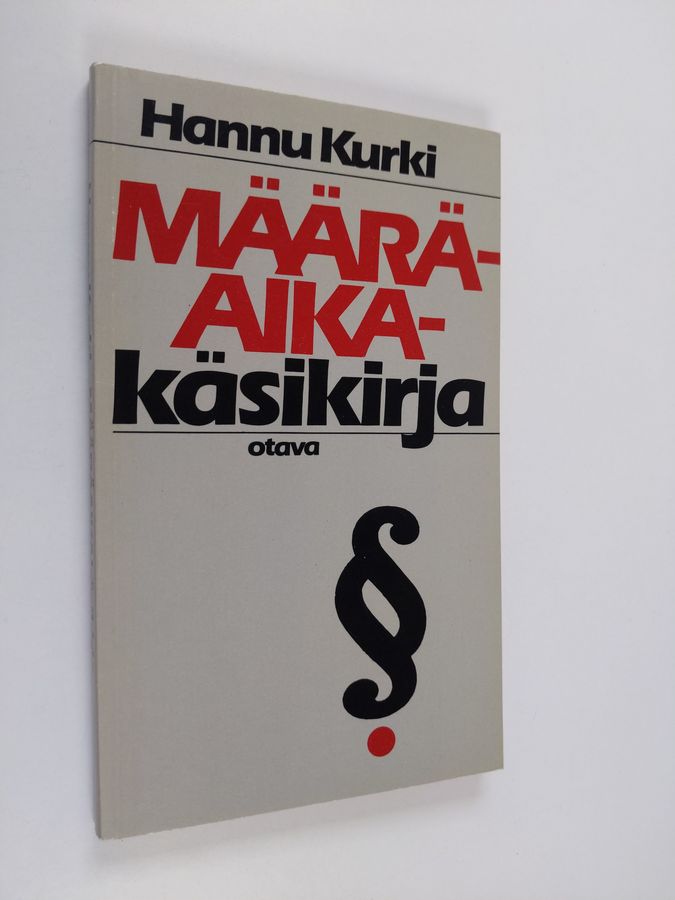 Hannu Kurki
MÄÄRÄ-
AIKA-
käsikirja
otava
§